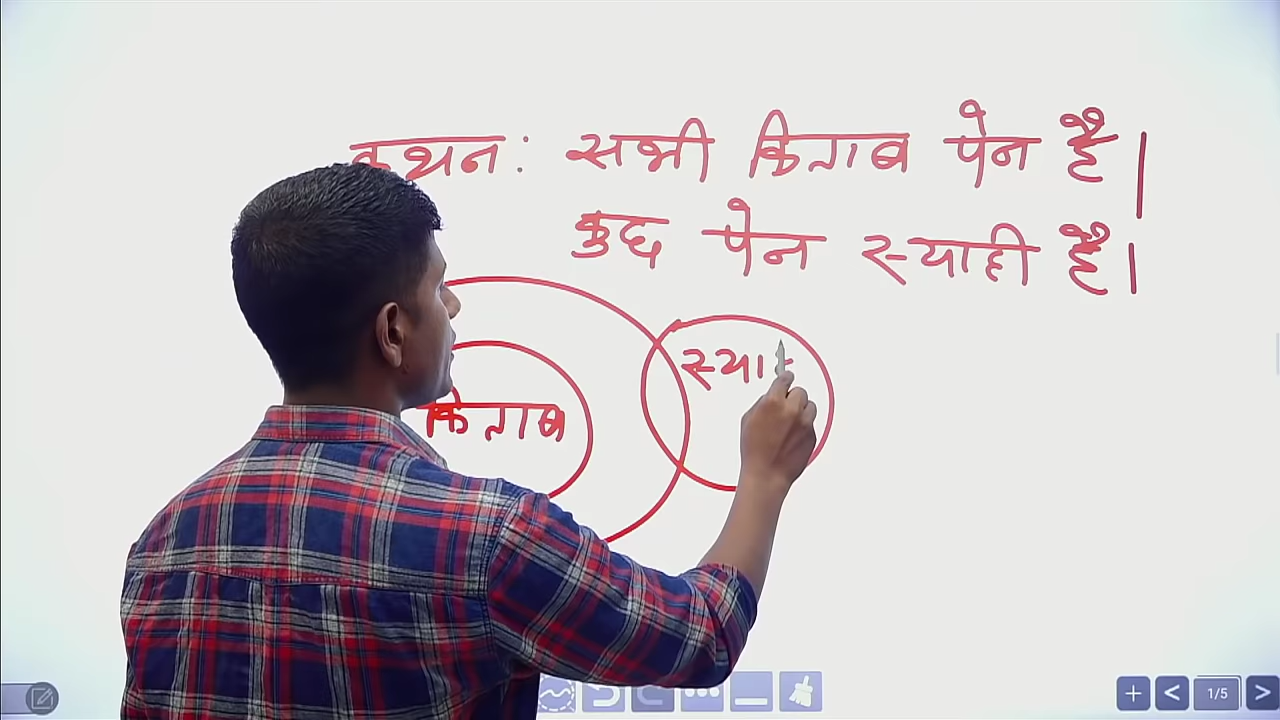 कथन: सभी किताब पेन है।
कुछ पेन स्याही है।
किताब
स्या
1/5